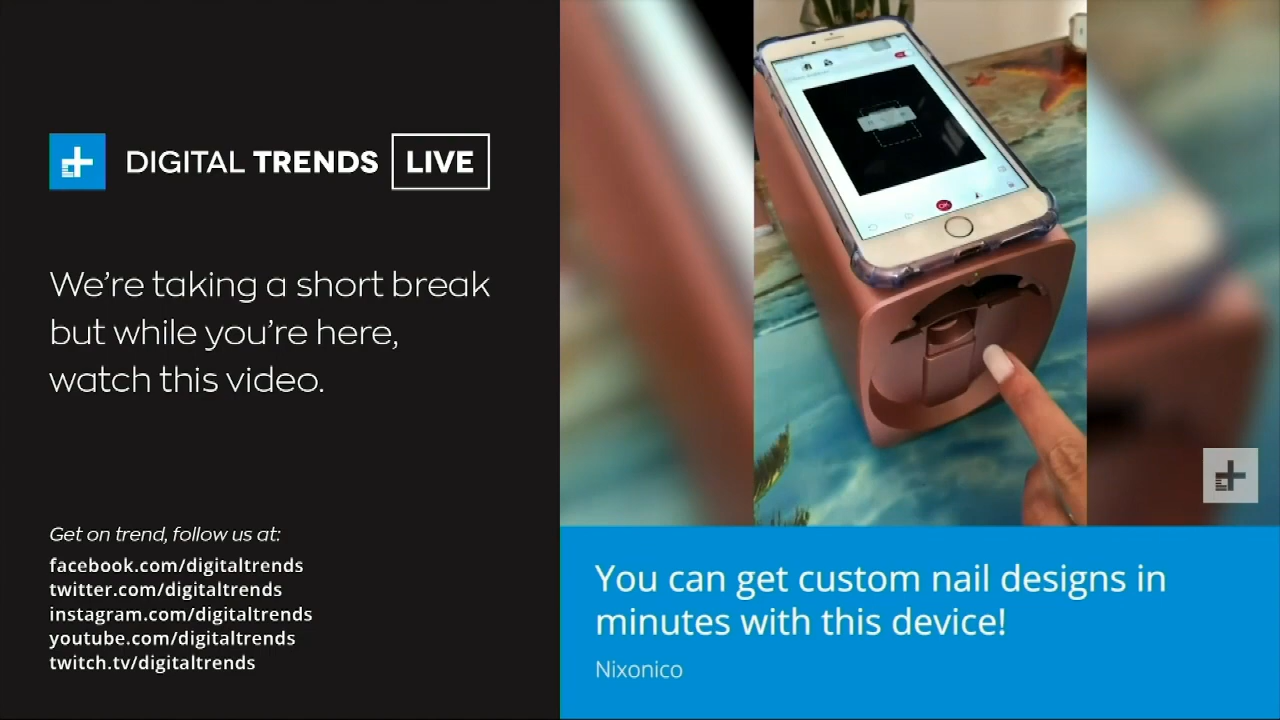 DIGITAL TRENDS LIVE
We're taking a short break
but while you're here,
watch this video.
Get on trend, follow us at:
facebook.com/digitaltrends
twitter.com/digitaltrends
instagram.com/digitaltrends
youtube.com/digitaltrends
twitch.tv/digitaltrends
OK
You can get custom nail designs in
minutes with this device!
Nixonico